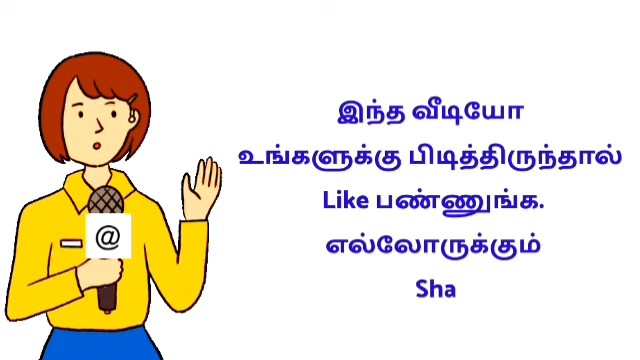 @
இந்த வீடியோ
உங்களுக்கு பிடித்திருந்தால்
Like பண்ணுங்க.
எல்லோருக்கும்
Sha